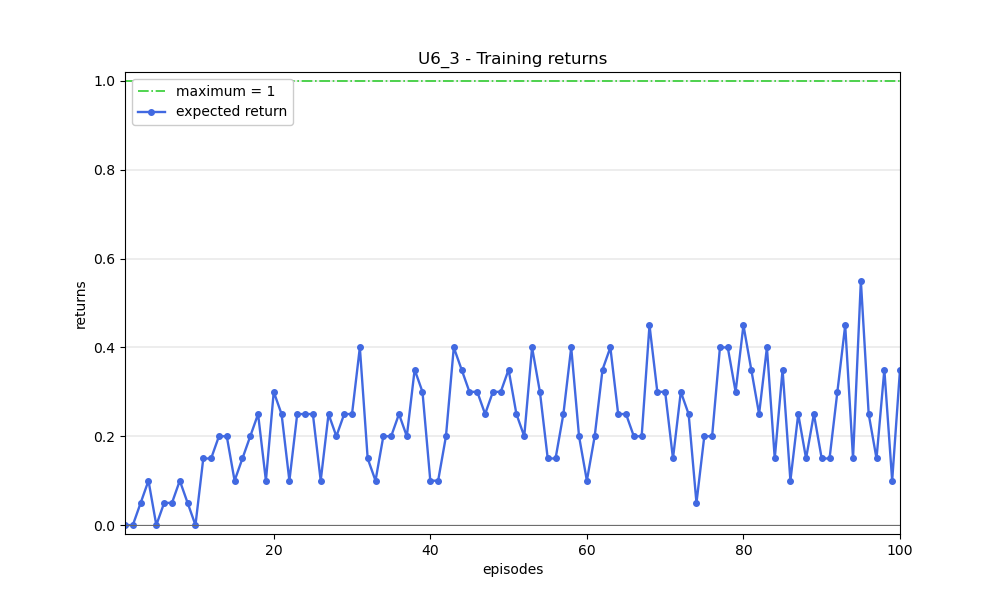 U6_3 - Training returns
maximum = 1
expected return
returns
1.0
0.8
0.6
0.4
0.2
0.0
20
40
60
80
100
episodes